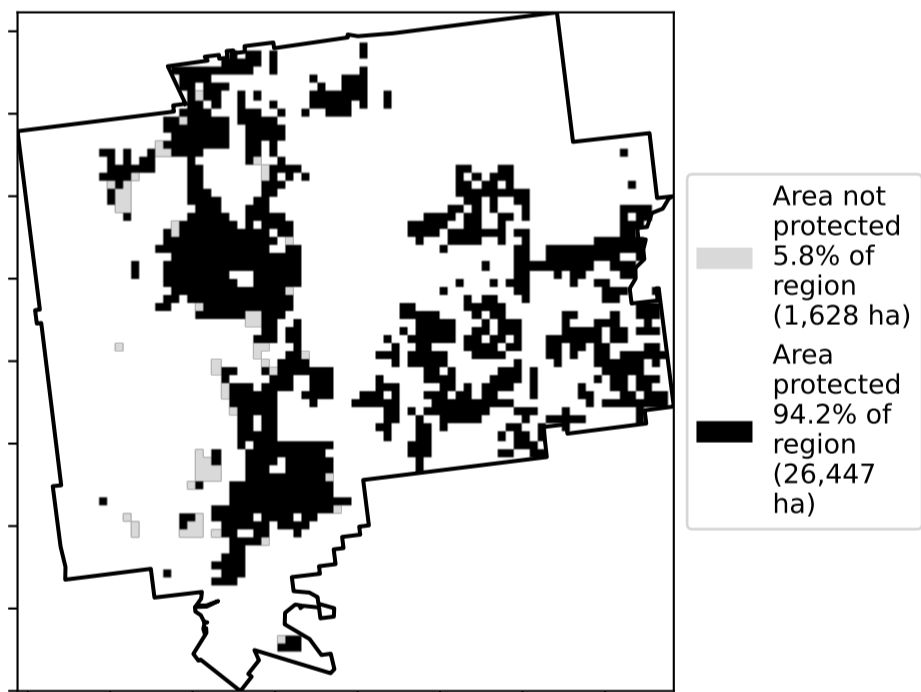 Area not
protected
5.8% of
region
(1,628 ha)
Area
protected
94.2% of
region
(26,447
ha)